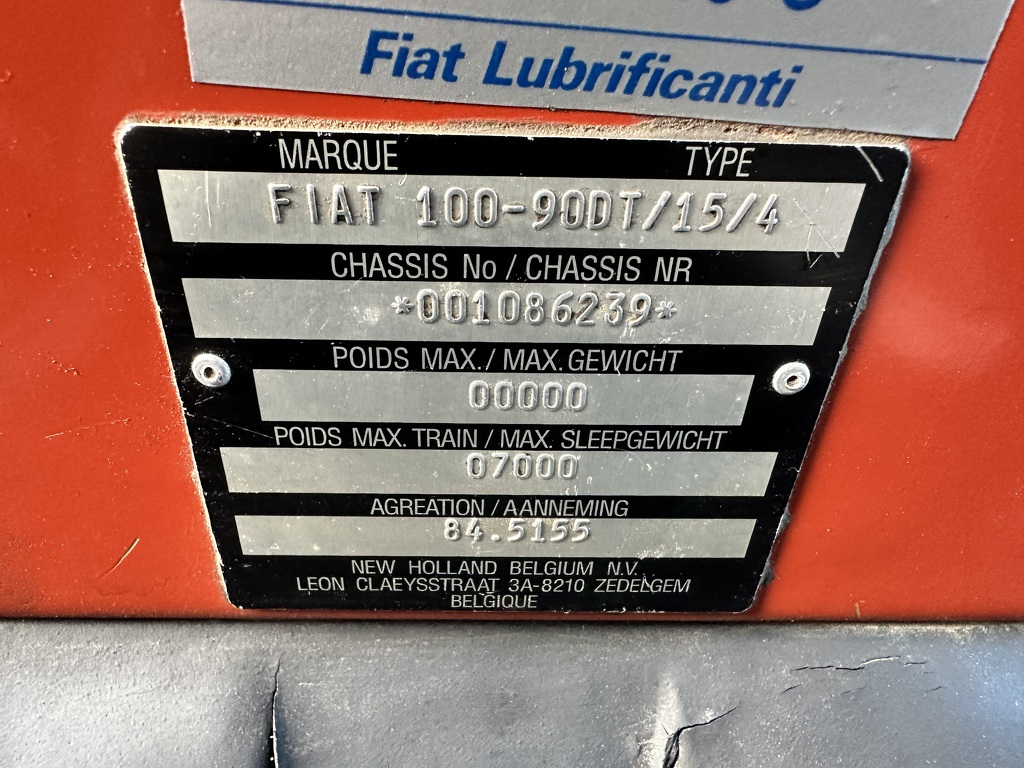 Fiat Lubrificanti
MARQUE TYPE
FIAT 100-90DT/15/4
CHASSIS No / CHASSIS NR
*001086239*
POIDS MAX. / MAX. GEWICHT
00000
POIDS MAX. TRAIN / MAX. SLEEPGEWICHT
07000
AGREATION / AANNEMING
84.5155
NEW HOLLAND BELGIUM N.V.
LEON CLAEYSSTRAAT 3A-8210 ZEDELGEM
BELGIQUE